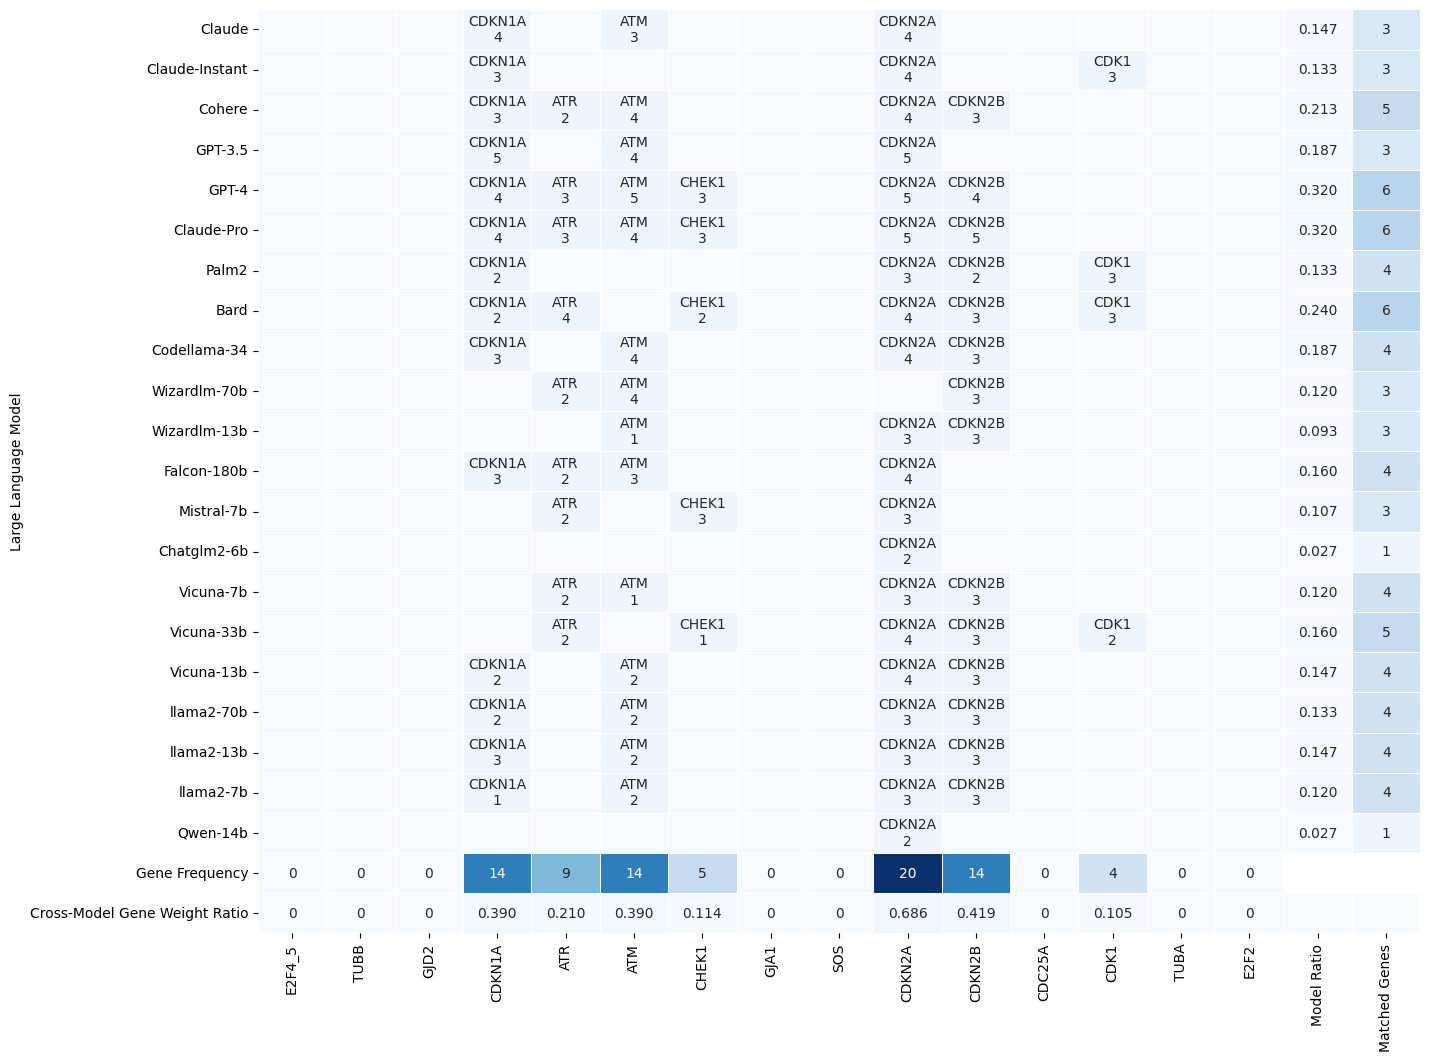 Large Language Model
Claude
CDKN1A ATM CDKN2A
4 3 4 0.147 3
Claude-Instant
CDKN1A CDKN2A CDK1
3 4 3 0.133 3
Cohere
CDKN1A ATR ATM CDKN2A CDKN2B
3 2 4 4 3 0.213 5
GPT-3.5
CDKN1A ATM CDKN2A
5 4 5 0.187 3
GPT-4
CDKN1A ATR ATM CHEK1 CDKN2A CDKN2B
4 3 5 3 5 4 0.320 6
Claude-Pro
CDKN1A ATR ATM CHEK1 CDKN2A CDKN2B
4 3 4 3 5 5 0.320 6
Palm2
CDKN1A CDKN2A CDKN2B CDK1
2 3 2 3 0.133 4
Bard
CDKN1A ATR CHEK1 CDKN2A CDKN2B CDK1
2 4 2 4 3 3 0.240 6
Codellama-34
CDKN1A ATM CDKN2A CDKN2B
3 4 4 3 0.187 4
Wizardlm-70b
ATR ATM CDKN2B
2 4 3 0.120 3
Wizardlm-13b
ATM CDKN2A CDKN2B
1 3 3 0.093 3
Falcon-180b
CDKN1A ATR ATM CDKN2A
3 2 3 4 0.160 4
Mistral-7b
ATR CHEK1 CDKN2A
2 3 3 0.107 3
Chatglm2-6b
CDKN2A
2 0.027 1
Vicuna-7b
ATR ATM CDKN2A CDKN2B
2 1 3 3 0.120 4
Vicuna-33b
ATR CHEK1 CDKN2A CDKN2B CDK1
2 1 4 3 2 0.160 5
Vicuna-13b
CDKN1A ATM CDKN2A CDKN2B
2 2 4 3 0.147 4
llama2-70b
CDKN1A ATM CDKN2A CDKN2B
2 2 3 3 0.133 4
llama2-13b
CDKN1A ATM CDKN2A CDKN2B
3 2 3 3 0.147 4
llama2-7b
CDKN1A ATM CDKN2A CDKN2B
1 2 3 3 0.120 4
Qwen-14b
CDKN2A
2 0.027 1
Gene Frequency 0 0 0 14 9 14 5 0 0 20 14 0 4 0 0
Cross-Model Gene Weight Ratio 0 0 0 0.390 0.210 0.390 0.114 0 0 0.686 0.419 0 0.105 0 0
E2F4_5
TUBB
GJD2
CDKN1A
ATR
ATM
CHEK1
GJA1
SOS
CDKN2A
CDKN2B
CDC25A
CDK1
TUBA
E2F2
Model Ratio
Matched Genes